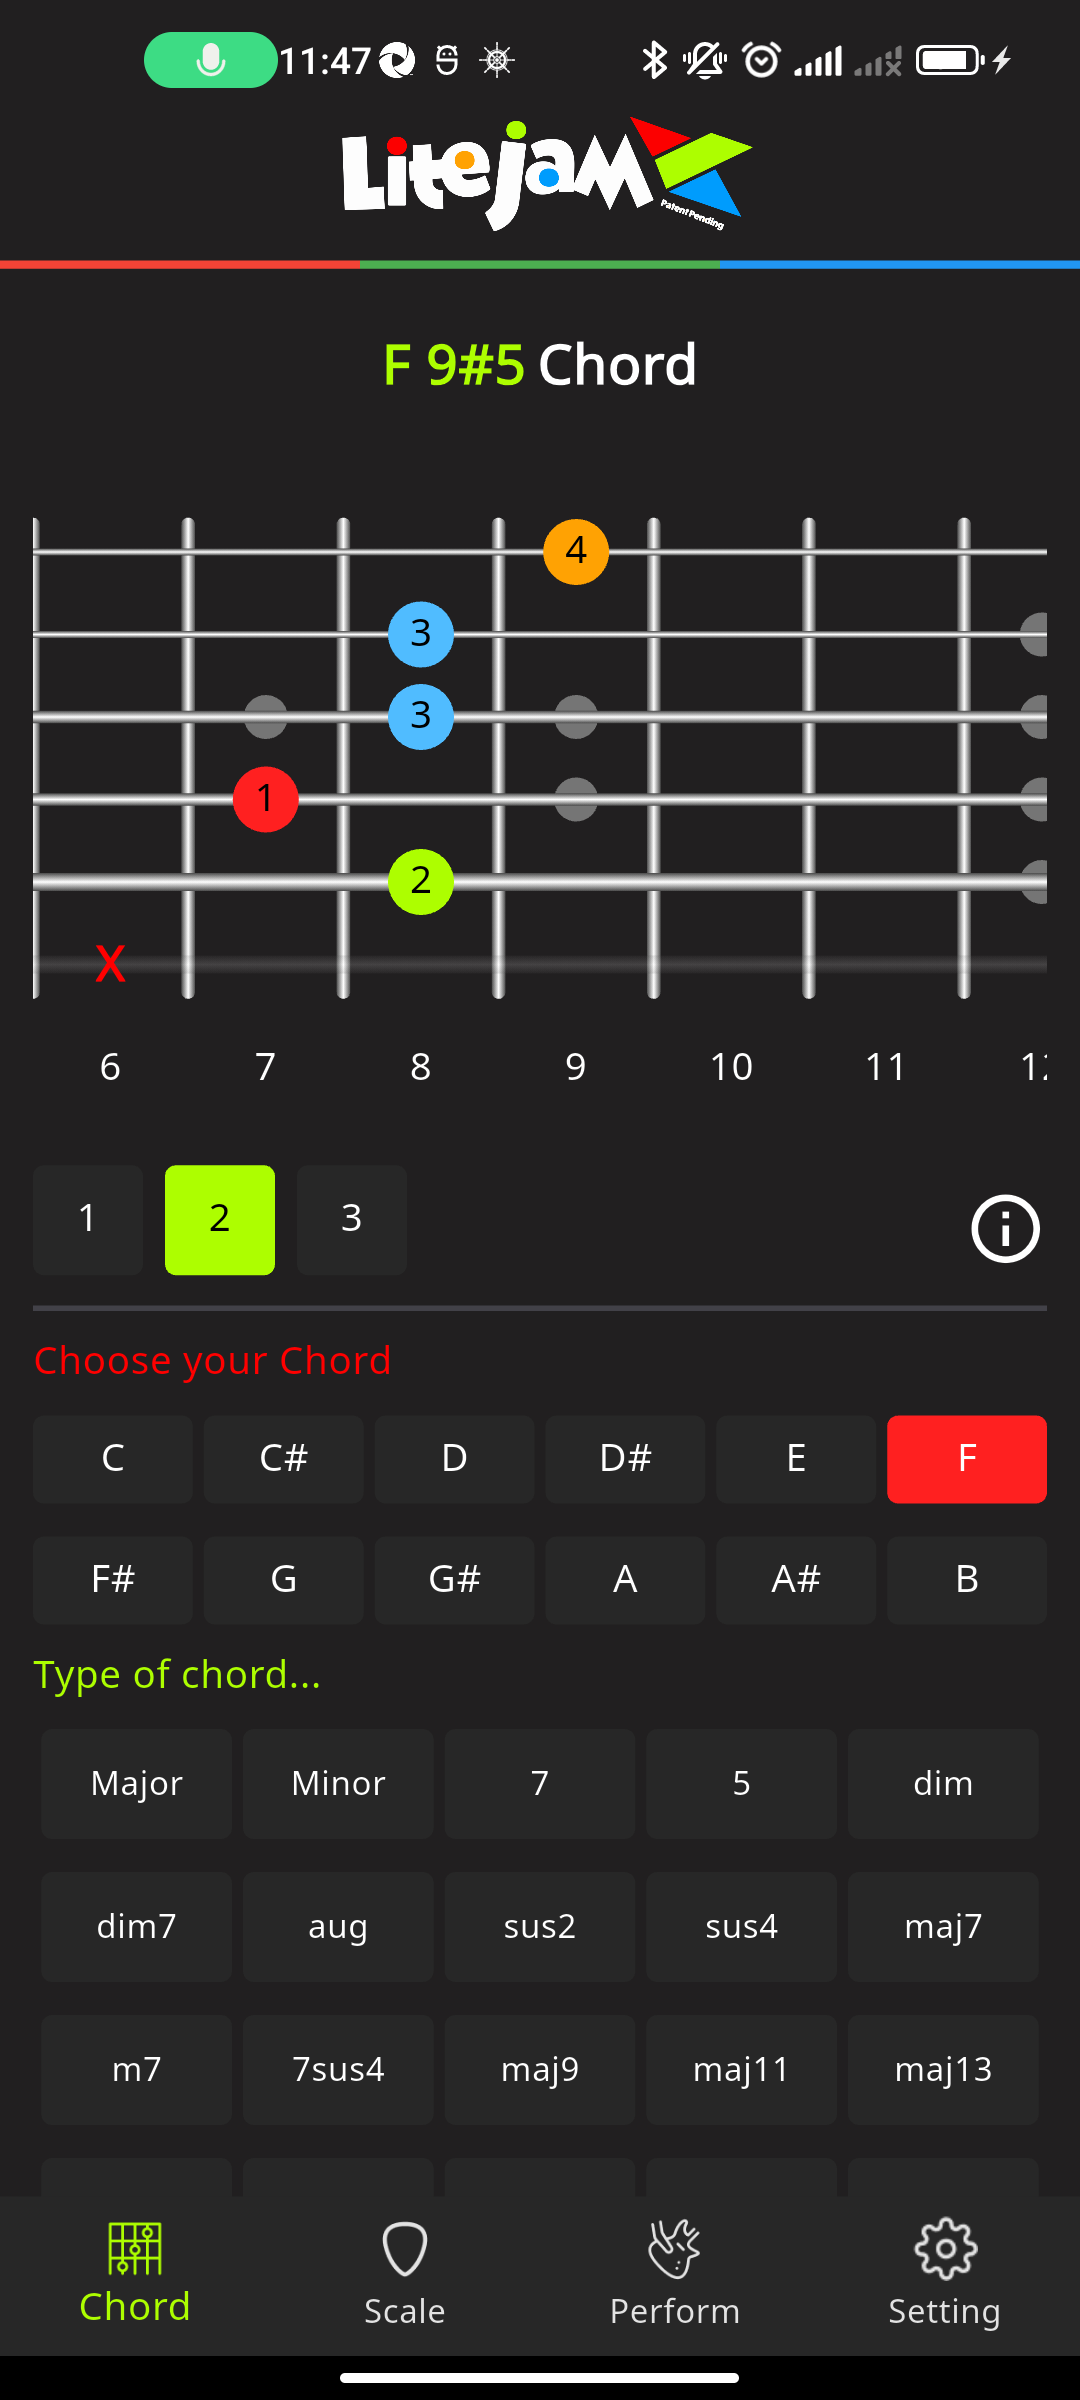 11:47
LitejaM
Patent Pending
F 9#5 Chord
4
3
3
1
2
X
6 7 8 9 10 11
1 2 3
Choose your Chord
C C# D D# E F
F# G G# A A# B
Type of chord...
Major Minor 7 5 dim
dim7 aug sus2 sus4 maj7
m7 7sus4 maj9 maj11 maj13
Chord Scale Perform Setting